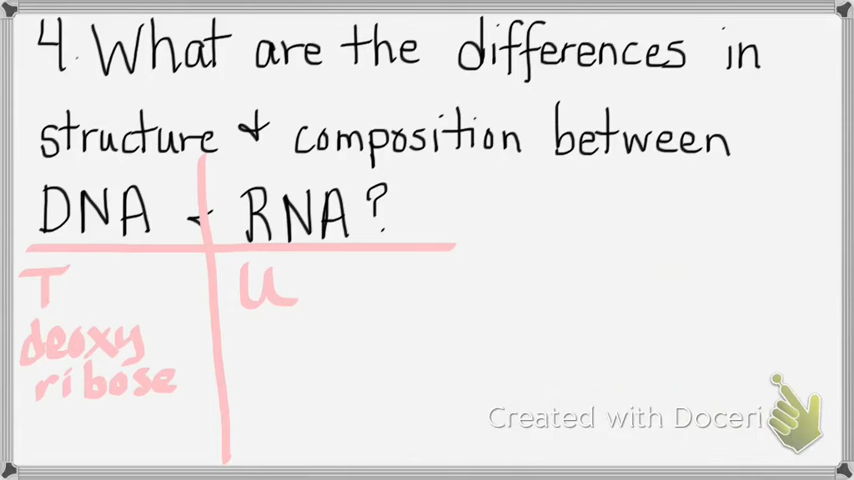 4. What are the differences in
structure & composition between
DNA & RNA?
T U
deoxy
ribose
Created with Doceri